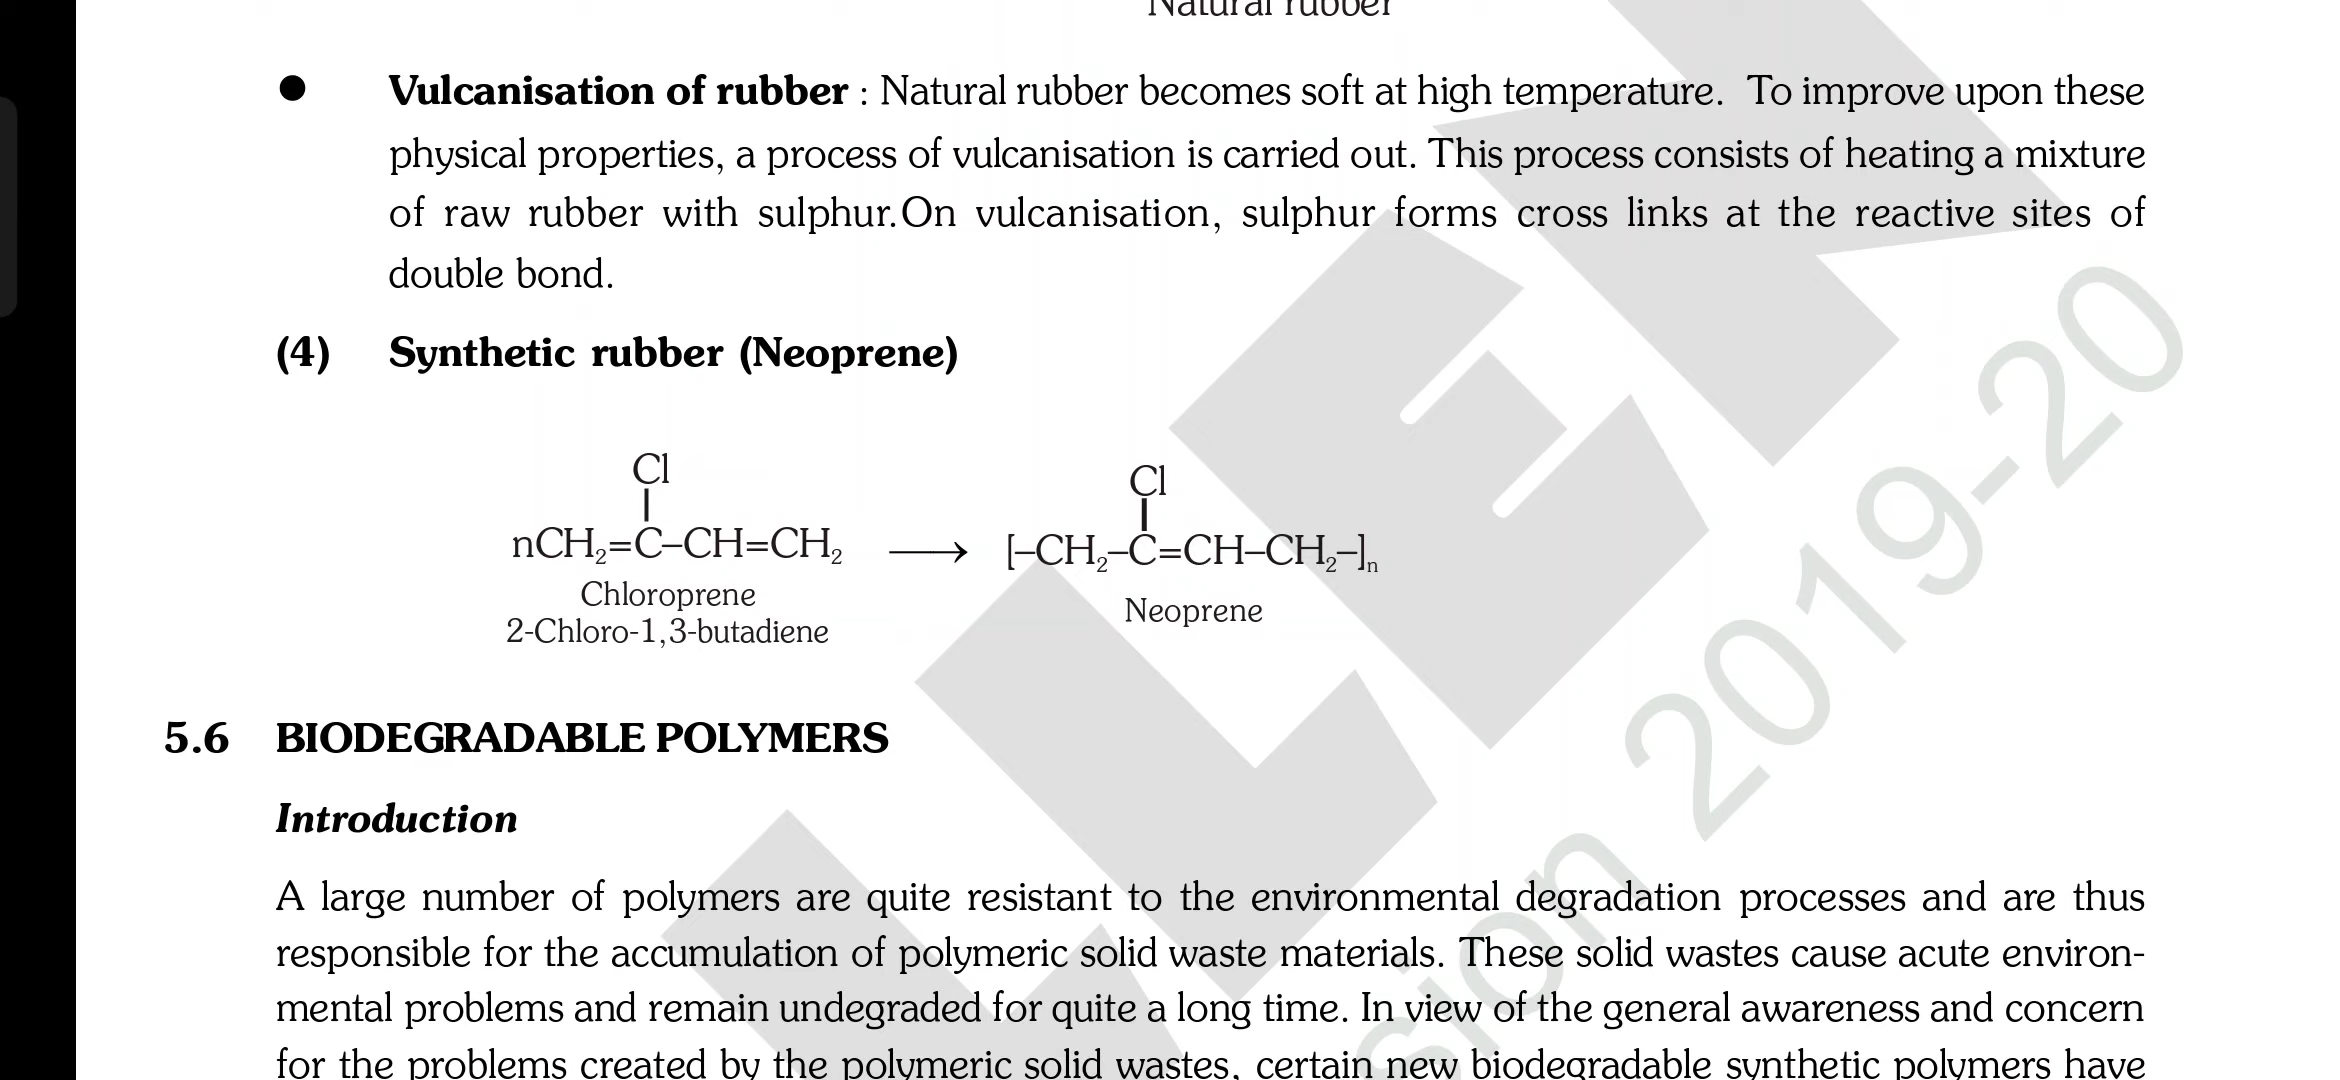 Natural rubber
● Vulcanisation of rubber : Natural rubber becomes soft at high temperature. To improve upon these
physical properties, a process of vulcanisation is carried out. This process consists of heating a mixture
of raw rubber with sulphur.On vulcanisation, sulphur forms cross links at the reactive sites of
double bond.
(4) Synthetic rubber (Neoprene)
Cl
|
nCH₂=C–CH=CH₂ ⟶ [–CH₂–C=CH–CH₂–]ₙ
Cl
|
Chloroprene
2-Chloro-1,3-butadiene
Neoprene
5.6 BIODEGRADABLE POLYMERS
Introduction
A large number of polymers are quite resistant to the environmental degradation processes and are thus
responsible for the accumulation of polymeric solid waste materials. These solid wastes cause acute environ-
mental problems and remain undegraded for quite a long time. In view of the general awareness and concern
for the problems created by the polymeric solid wastes, certain new biodegradable synthetic polymers have
sion 2019-20